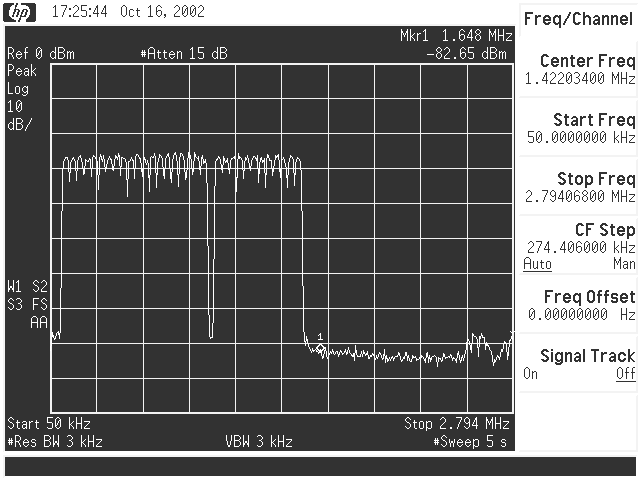 hp 17:25:44 Oct 16, 2002
Mkr1 1.648 MHz
Ref 0 dBm #Atten 15 dB -82.65 dBm
Peak
Log
10
dB/
W1 S2
S3 FS
AA
1
Start 50 kHz Stop 2.794 MHz
#Res BW 3 kHz VBW 3 kHz #Sweep 5 s
Freq/Channel
Center Freq
1.42203400 MHz
Start Freq
50.0000000 kHz
Stop Freq
2.79406800 MHz
CF Step
274.406000 kHz
Auto Man
Freq Offset
0.00000000 Hz
Signal Track
On Off